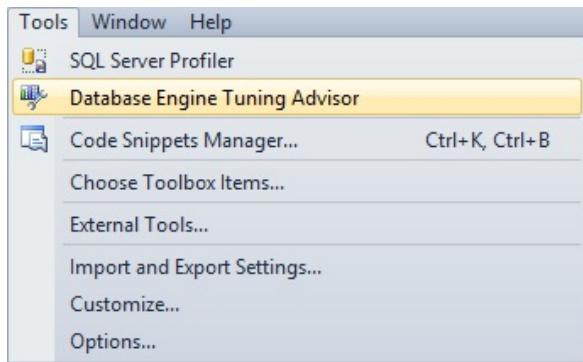 Tools Window Help
SQL Server Profiler
Database Engine Tuning Advisor
Code Snippets Manager... Ctrl+K, Ctrl+B
Choose Toolbox Items...
External Tools...
Import and Export Settings...
Customize...
Options...